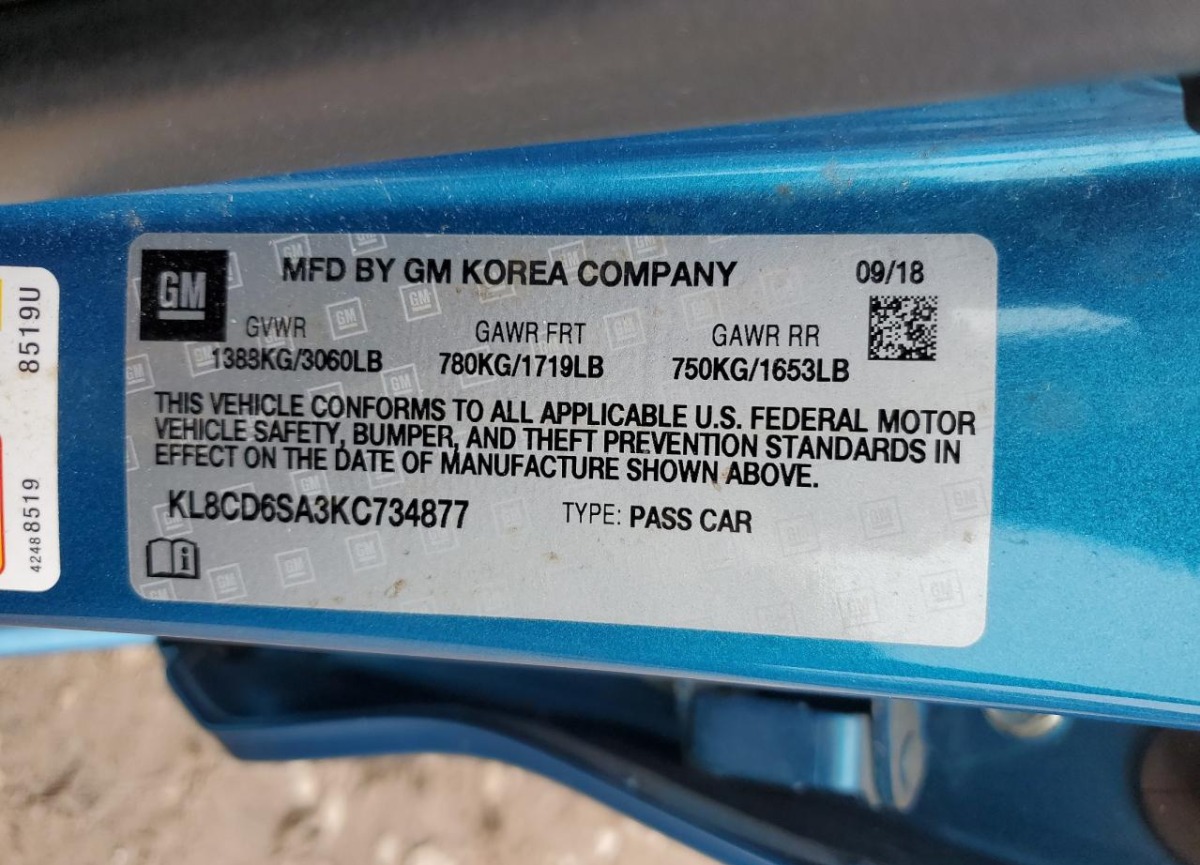 GM
MFD BY GM KOREA COMPANY
09/18
GVWR
GAWR FRT
GAWR RR
1388KG/3060LB
780KG/1719LB
750KG/1653LB
THIS VEHICLE CONFORMS TO ALL APPLICABLE U.S. FEDERAL MOTOR
VEHICLE SAFETY, BUMPER, AND THEFT PREVENTION STANDARDS IN
EFFECT ON THE DATE OF MANUFACTURE SHOWN ABOVE.
KL8CD6SA3KC734877
TYPE: PASS CAR
8519U
42488519